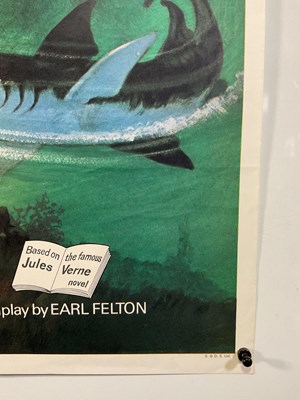 Based on the famous
Jules Verne
novel
play by EARL FELTON